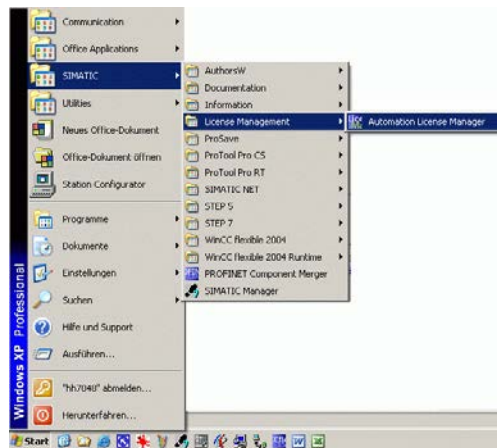 Communication
Office Applications
SIMATIC
Utilities
Neues Office-Dokument
Office-Dokument öffnen
Station Configurator
Programme
Dokumente
Einstellungen
Suchen
Hilfe und Support
Ausführen...
"hh7040" abmelden...
Herunterfahren...
Windows XP Professional
Start
AuthorsW
Documentation
Information
License Management
ProSave
ProTool Pro CS
ProTool Pro RT
SIMATIC NET
STEP 5
STEP 7
WinCC flexible 2004
WinCC flexible 2004 Runtime
PROFINET Component Merger
SIMATIC Manager
Automation License Manager